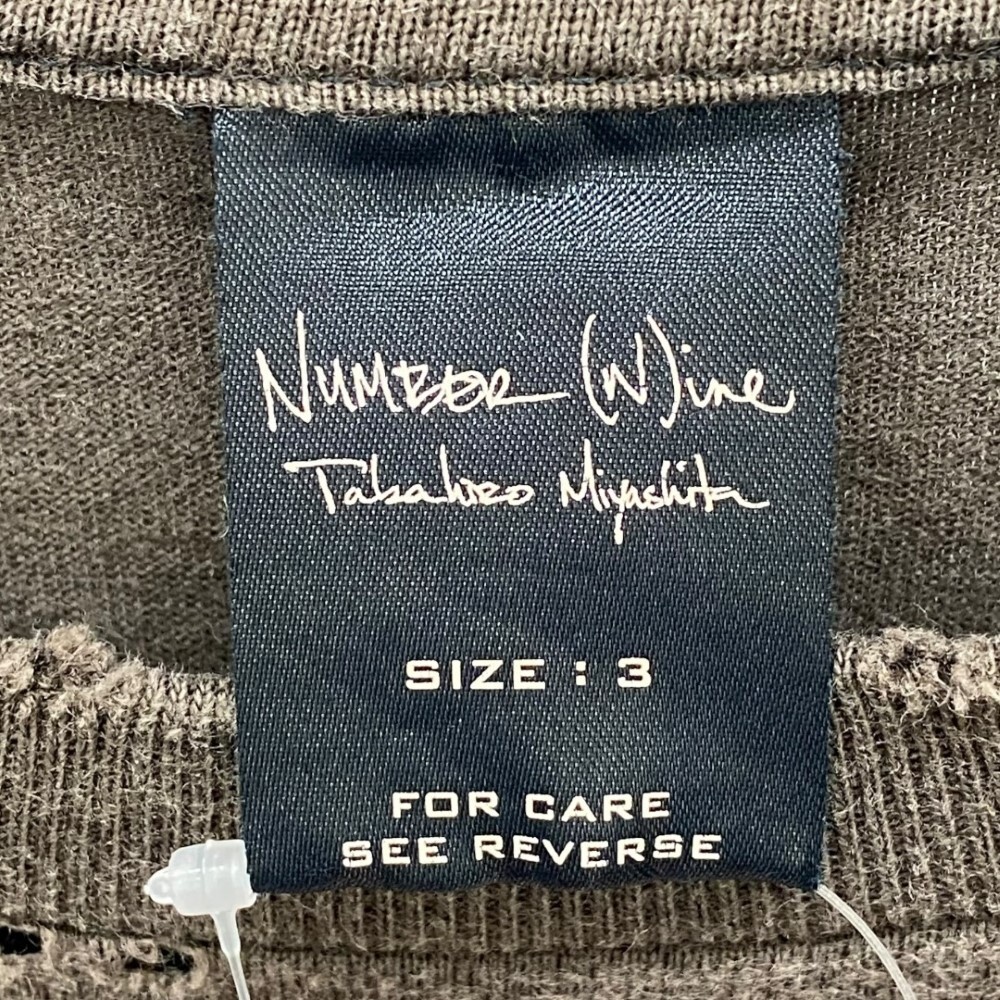 NUMBER (N)ine
Takahiro Miyashita
SIZE : 3
FOR CARE
SEE REVERSE